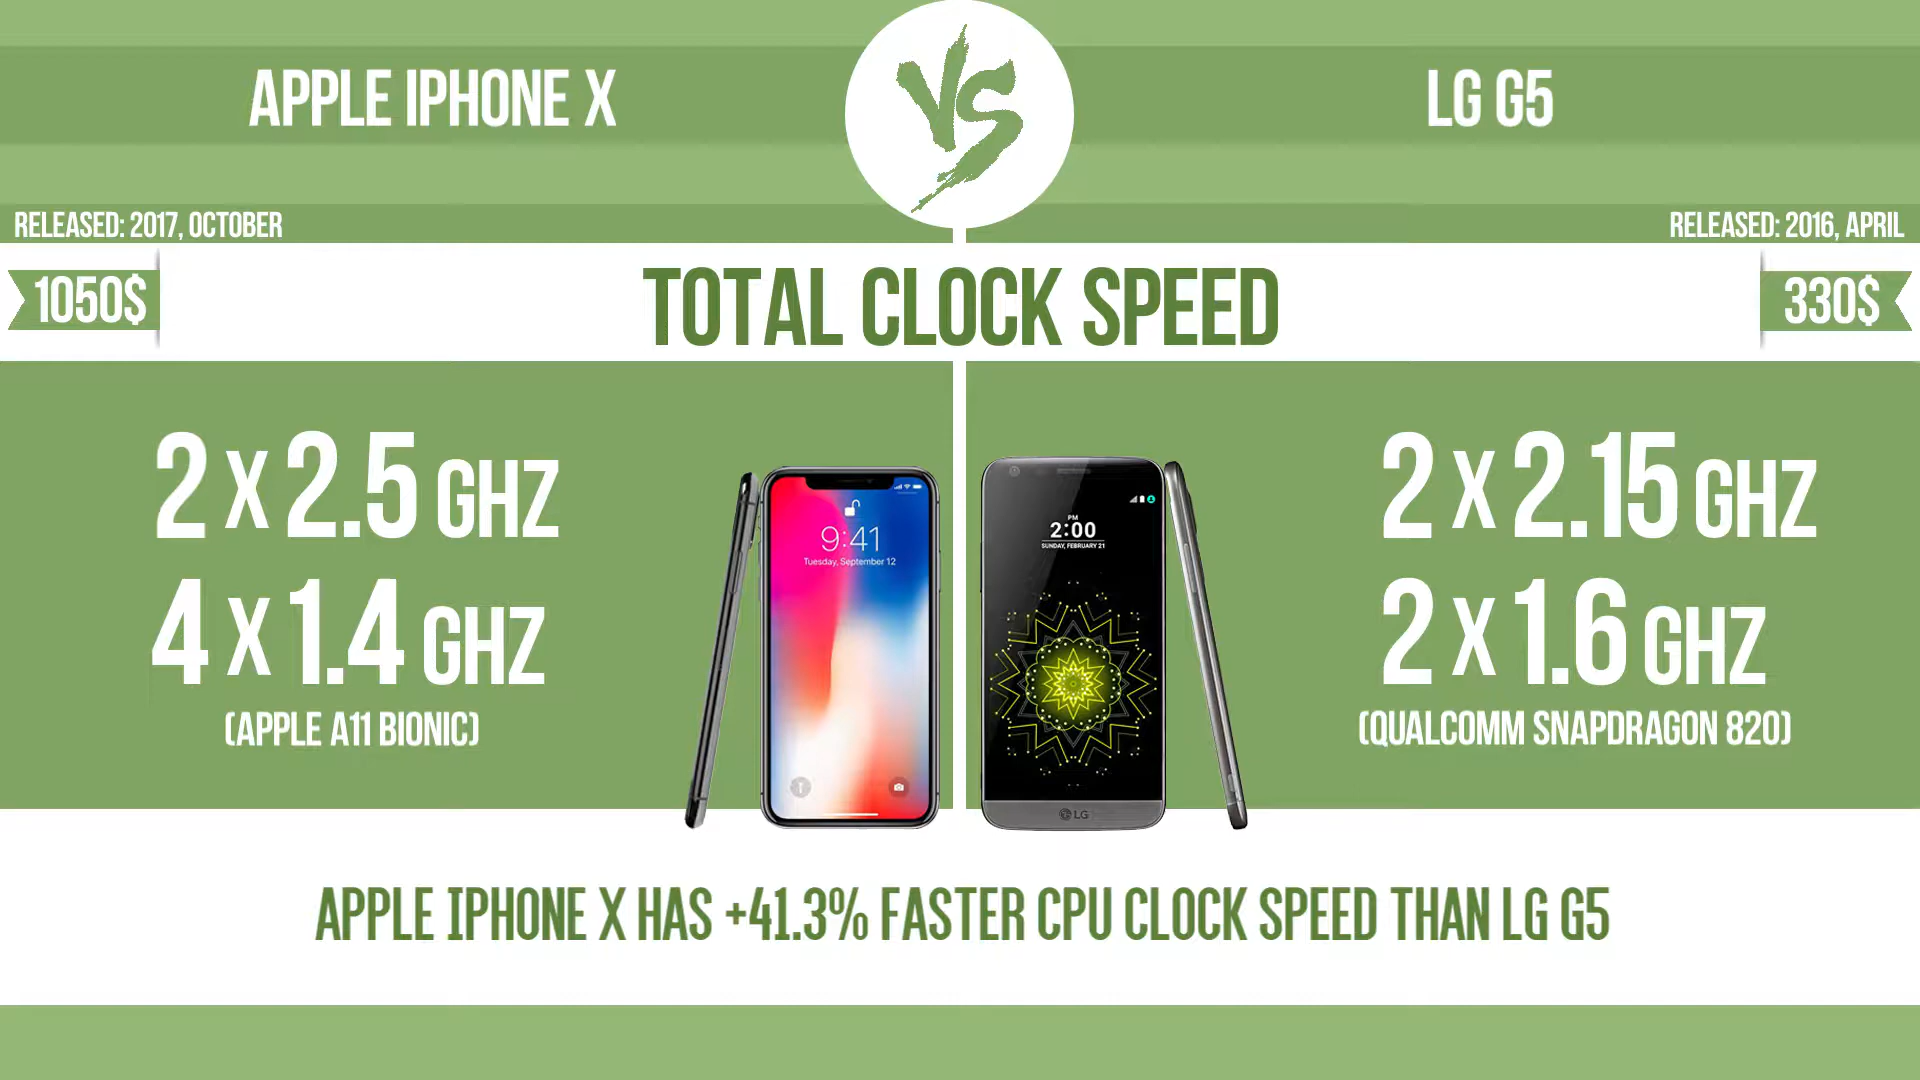 APPLE IPHONE X
VS
LG G5
RELEASED: 2017, OCTOBER
RELEASED: 2016, APRIL
1050$
TOTAL CLOCK SPEED
330$
2 X 2.5 GHZ
4 X 1.4 GHZ
(APPLE A11 BIONIC)
9:41
Tuesday, September 12
PM
2:00
SUNDAY, FEBRUARY 21
LG
2 X 2.15 GHZ
2 X 1.6 GHZ
(QUALCOMM SNAPDRAGON 820)
APPLE IPHONE X HAS +41.3% FASTER CPU CLOCK SPEED THAN LG G5